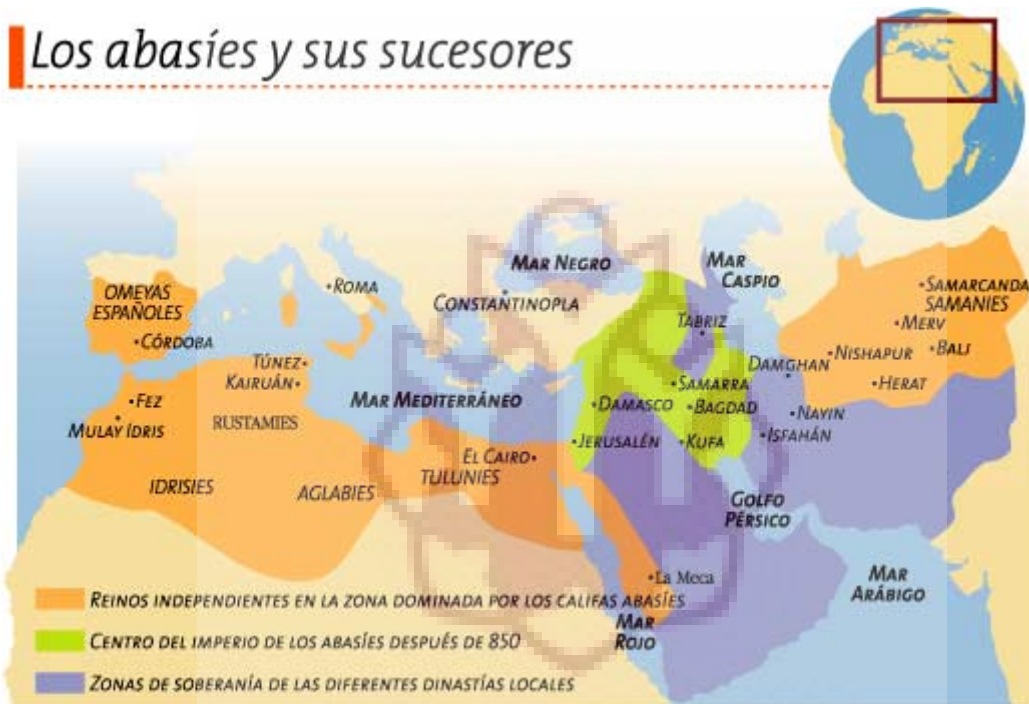 Los abasíes y sus sucesores
OMEYAS
ESPAÑOLES
CÓRDOBA
ROMA
MAR NEGRO
CONSTANTINOPLA
MAR
CASPIO
TABRIZ
SAMARCANDA
SAMANIES
MERV
BALJ
NISHAPUR
HERAT
DAMGHAN
NAYIN
ISFAHÁN
TÚNEZ
KAIRUÁN
FEZ
MULAY IDRIS
RUSTAMIES
MAR MEDITERRÁNEO
SAMARRA
DAMASCO
BAGDAD
JERUSALÉN
KUFA
EL CAIRO
TULUNIES
IDRISIES
AGLABIES
GOLFO
PÉRSICO
La Meca
MAR
ROJO
MAR
ARÁBIGO
REINOS INDEPENDIENTES EN LA ZONA DOMINADA POR LOS CALIFAS ABASÍES
CENTRO DEL IMPERIO DE LOS ABASÍES DESPUÉS DE 850
ZONAS DE SOBERANÍA DE LAS DIFERENTES DINASTÍAS LOCALES